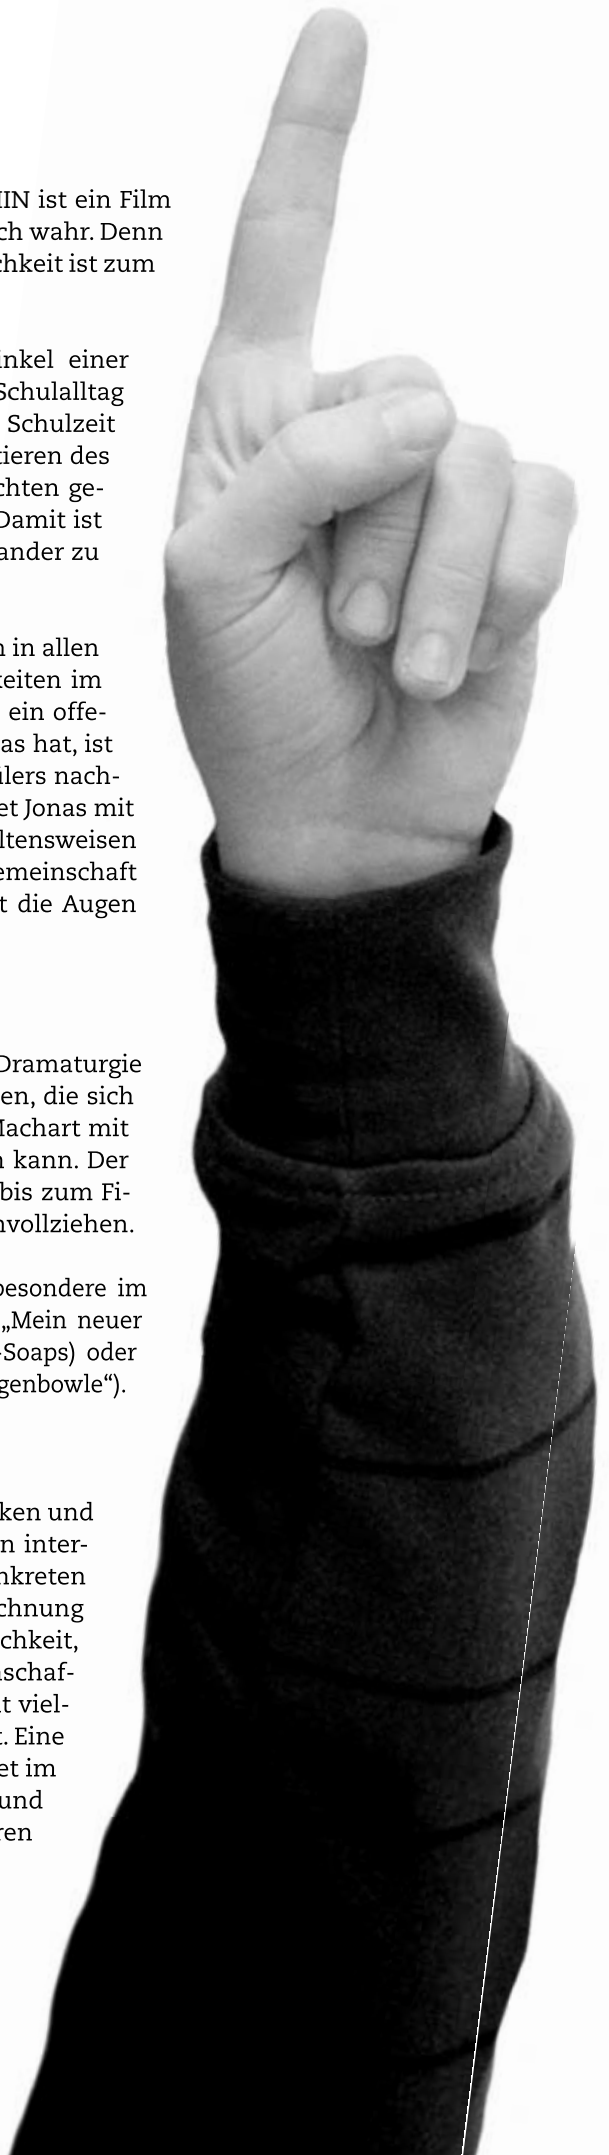 IIN ist ein Film
ch wahr. Denn
chkeit ist zum
inkel einer
Schulalltag
Schulzeit
tieren des
chten ge-
Damit ist
ander zu
n in allen
keiten im
ein offe-
as hat, ist
ülers nach-
et Jonas mit
ltensweisen
emeinschaft
t die Augen
Dramaturgie
en, die sich
Machart mit
n kann. Der
bis zum Fi-
hvollziehen.
besondere im
„Mein neuer
-Soaps) oder
genbowle“).
ken und
n inter-
nkreten
chnung
chkeit,
nschaf-
t viel-
t. Eine
et im
und
ren